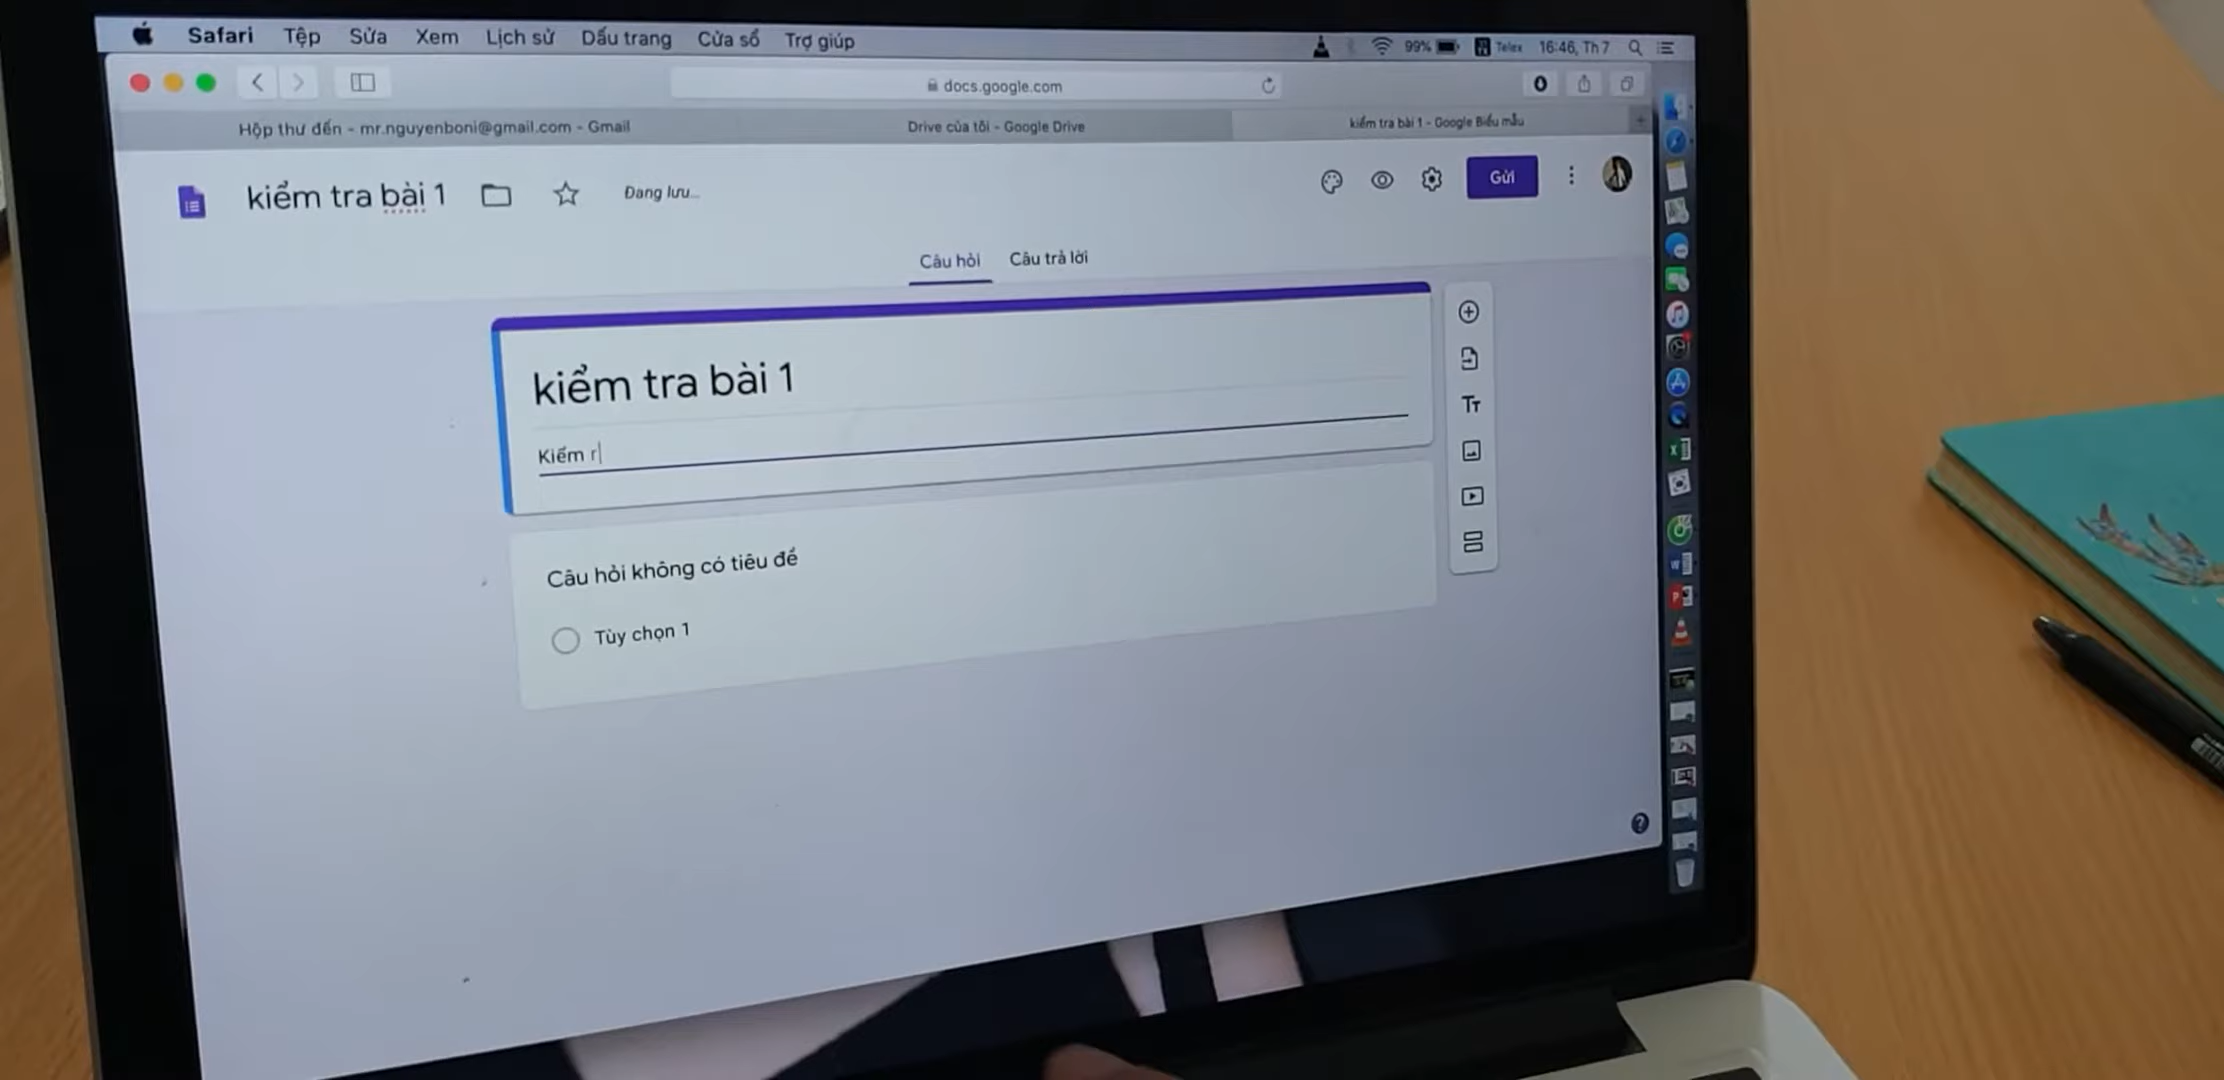 Safari Tệp Sửa Xem Lịch sử Dấu trang Cửa sổ Trợ giúp 99% Telex 16:46, Th 7
docs.google.com
Hộp thư đến - mr.nguyenboni@gmail.com - Gmail Drive của tôi - Google Drive kiểm tra bài 1 - Google Biểu mẫu
kiểm tra bài 1 Đang lưu... Gửi
Câu hỏi Câu trả lời
kiểm tra bài 1
Kiếm r
Câu hỏi không có tiêu đề
Tùy chọn 1